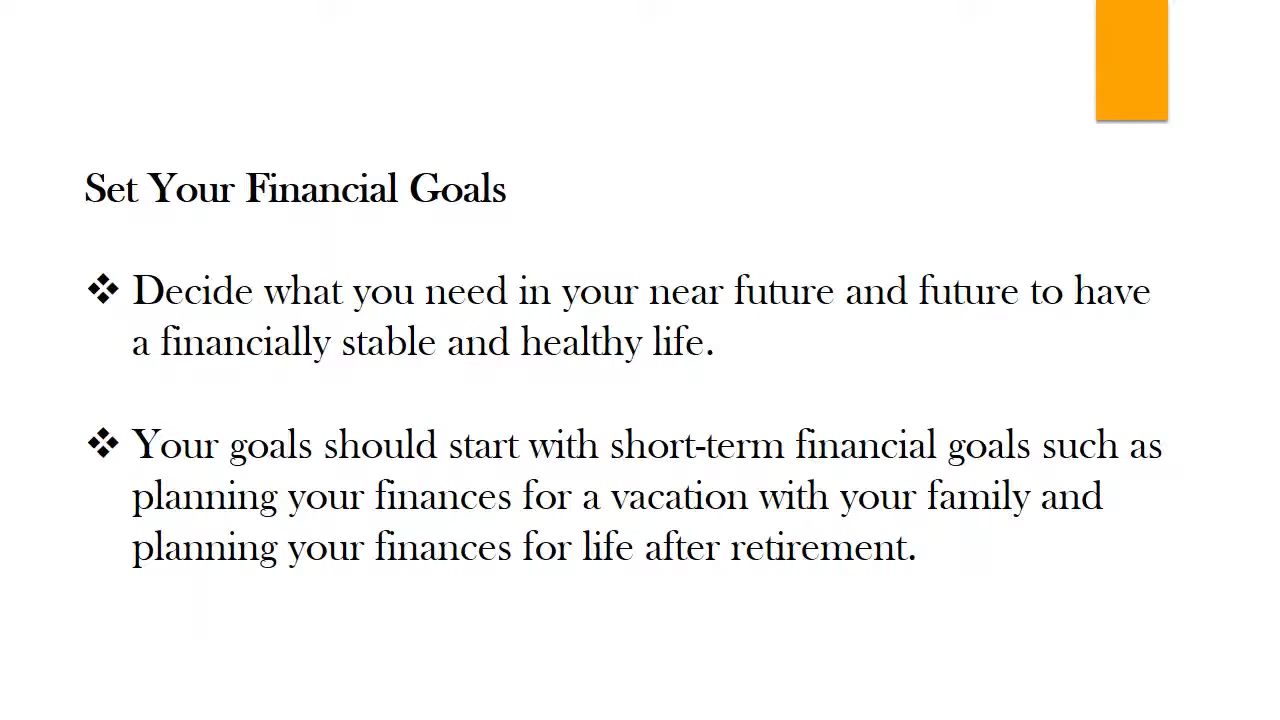 Set Your Financial Goals
❖ Decide what you need in your near future and future to have
a financially stable and healthy life.
❖ Your goals should start with short-term financial goals such as
planning your finances for a vacation with your family and
planning your finances for life after retirement.